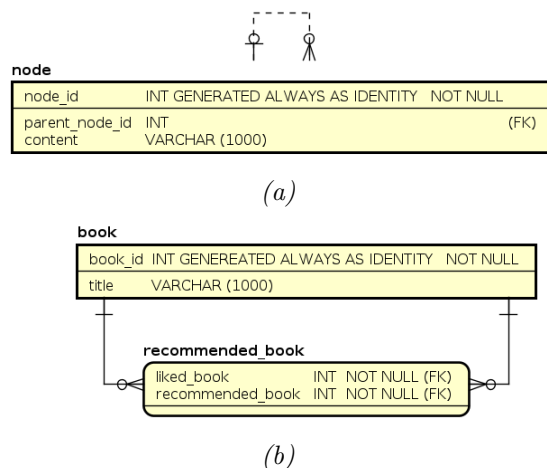 node
node_id INT GENERATED ALWAYS AS IDENTITY NOT NULL
parent_node_id INT (FK)
content VARCHAR (1000)
(a)
book
book_id INT GENEREATED ALWAYS AS IDENTITY NOT NULL
title VARCHAR (1000)
recommended_book
liked_book INT NOT NULL (FK)
recommended_book INT NOT NULL (FK)
(b)